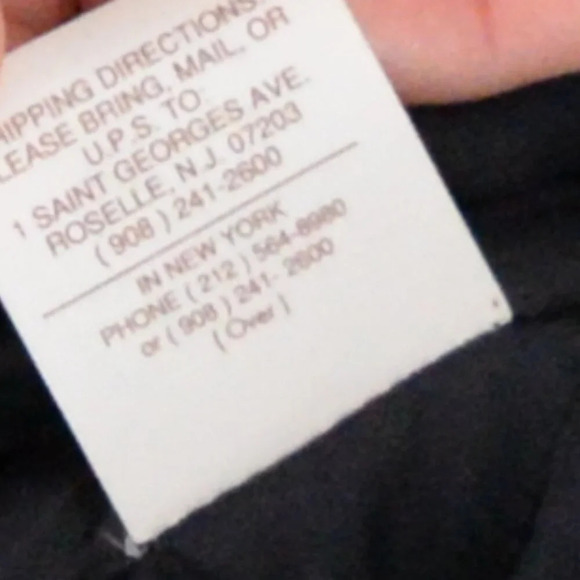 HIPPING DIRECTIONS:
LEASE BRING, MAIL, OR
U.P.S. TO:
1 SAINT GEORGES AVE.
ROSELLE, N.J. 07203
( 908 ) 241-2600
IN NEW YORK
PHONE ( 212 ) 564-8980
or ( 908 ) 241- 2600
( Over )